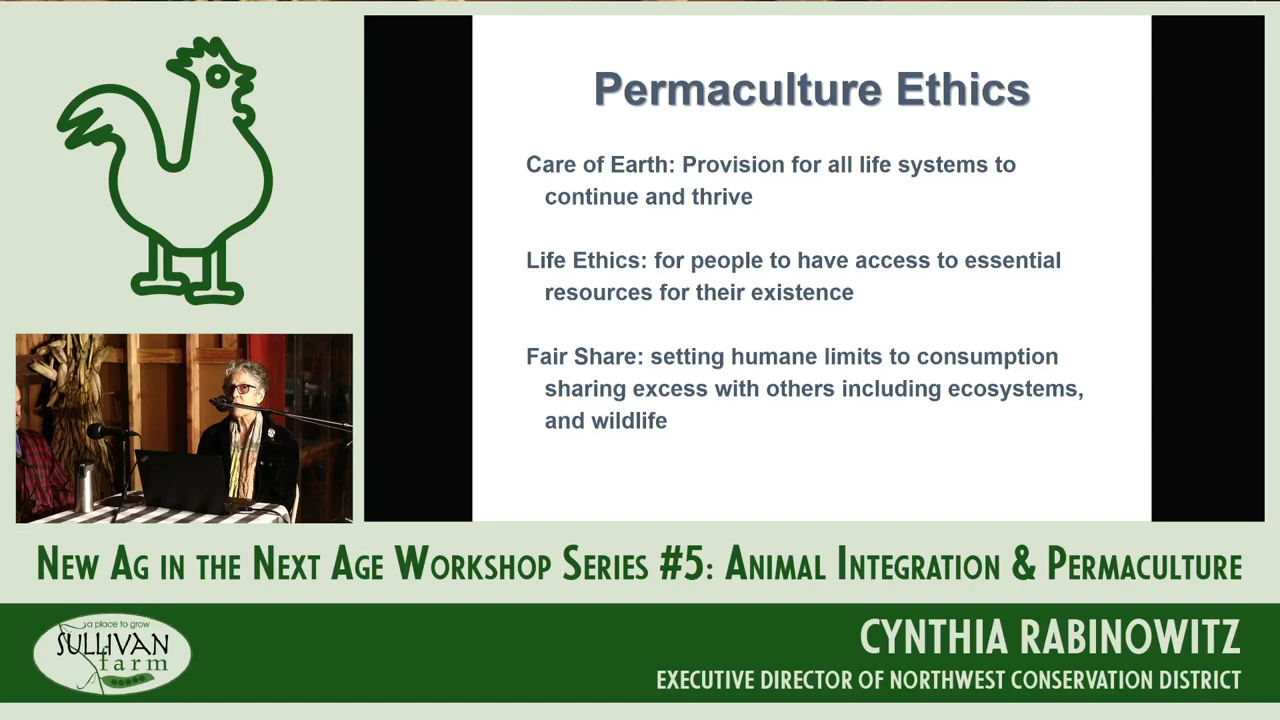 Permaculture Ethics
Care of Earth: Provision for all life systems to
continue and thrive
Life Ethics: for people to have access to essential
resources for their existence
Fair Share: setting humane limits to consumption
sharing excess with others including ecosystems,
and wildlife
NEW AG IN THE NEXT AGE WORKSHOP SERIES #5: ANIMAL INTEGRATION & PERMACULTURE
a place to grow
SULLIVAN
farm
CYNTHIA RABINOWITZ
EXECUTIVE DIRECTOR OF NORTHWEST CONSERVATION DISTRICT